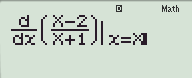 D Math
d/dx(X-2/X+1)|x=X